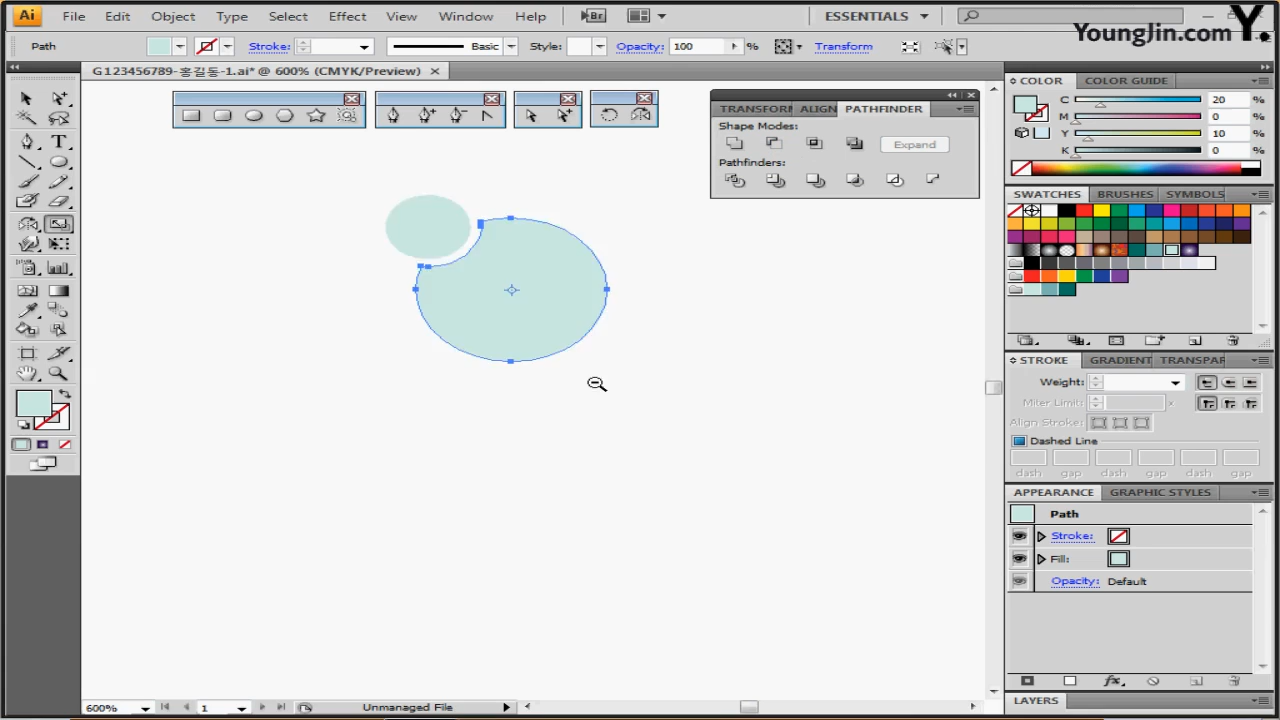 Ai File Edit Object Type Select Effect View Window Help Br ESSENTIALS
YoungJin.com Y.
Path Stroke: Basic Style: Opacity: 100 % Transform
G123456789-홍길동-1.ai* @ 600% (CMYK/Preview)
TRANSFORM ALIGN PATHFINDER
Shape Modes:
Expand
Pathfinders:
COLOR COLOR GUIDE
C 20 %
M 0 %
Y 10 %
K 0 %
SWATCHES BRUSHES SYMBOLS
STROKE GRADIENT TRANSPAR
Weight:
Miter Limit: x
Align Stroke:
Dashed Line
dash gap dash gap dash gap
APPEARANCE GRAPHIC STYLES
Path
Stroke:
Fill:
Opacity: Default
fx
LAYERS
600% 1 Unmanaged File